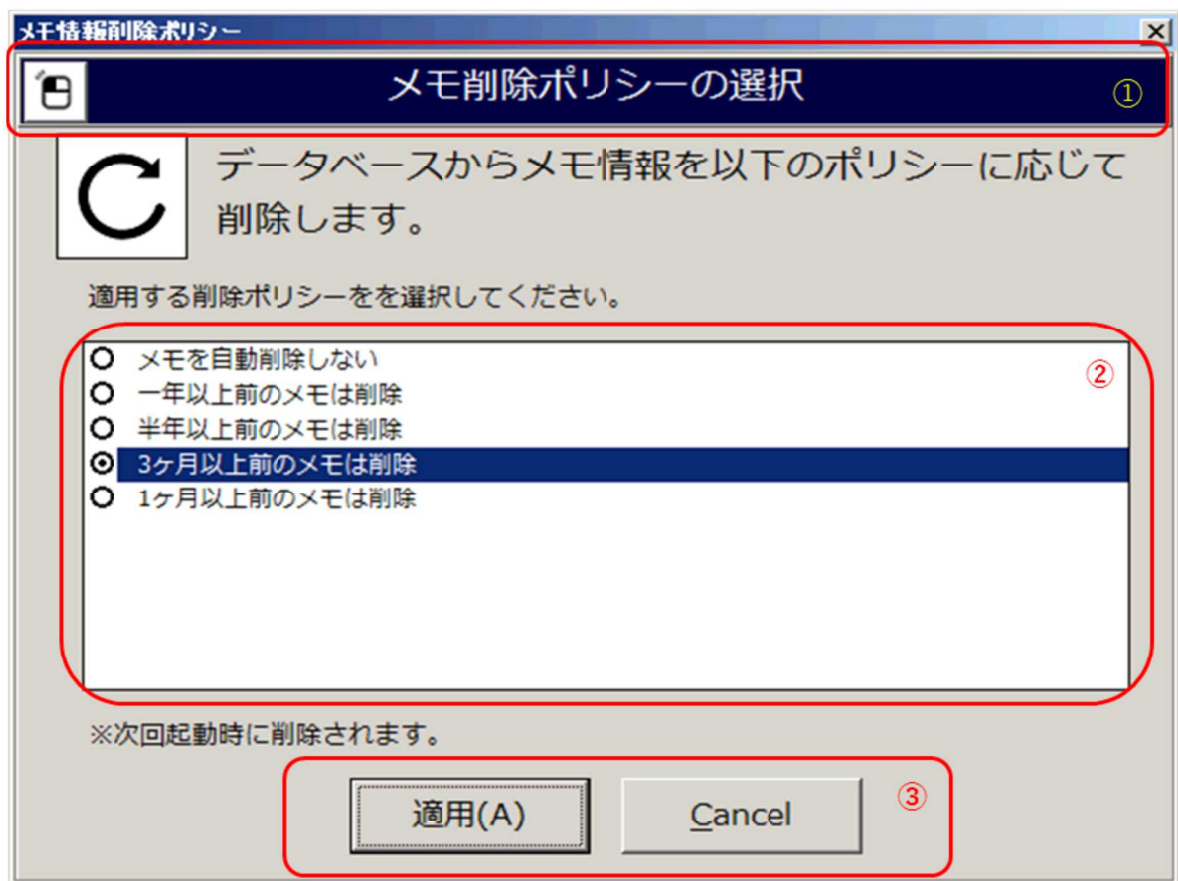 メモ情報削除ポリシー
メモ削除ポリシーの選択 ①
データベースからメモ情報を以下のポリシーに応じて
削除します。
適用する削除ポリシーをを選択してください。
メモを自動削除しない ②
一年以上前のメモは削除
半年以上前のメモは削除
3ヶ月以上前のメモは削除
1ヶ月以上前のメモは削除
※次回起動時に削除されます。
適用(A) Cancel ③